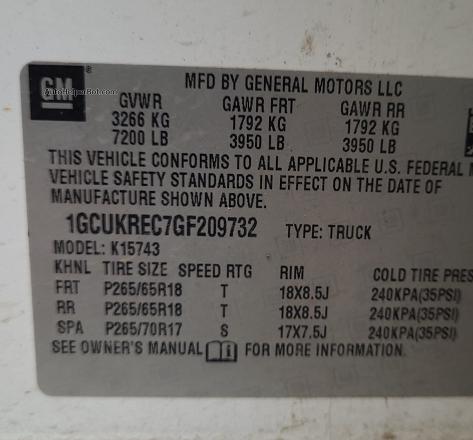 GM®
AutoHelperBot.com
MFD BY GENERAL MOTORS LLC
GVWR GAWR FRT GAWR RR
3266 KG 1792 KG 1792 KG
7200 LB 3950 LB 3950 LB
THIS VEHICLE CONFORMS TO ALL APPLICABLE U.S. FEDERAL
VEHICLE SAFETY STANDARDS IN EFFECT ON THE DATE OF
MANUFACTURE SHOWN ABOVE.
1GCUKREC7GF209732 TYPE: TRUCK
MODEL: K15743
KHNL TIRE SIZE SPEED RTG RIM COLD TIRE PRES
FRT P265/65R18 T 18X8.5J 240KPA(35PSI)
RR P265/65R18 T 18X8.5J 240KPA(35PSI)
SPA P265/70R17 S 17X7.5J 240KPA(35PSI)
SEE OWNER'S MANUAL FOR MORE INFORMATION.